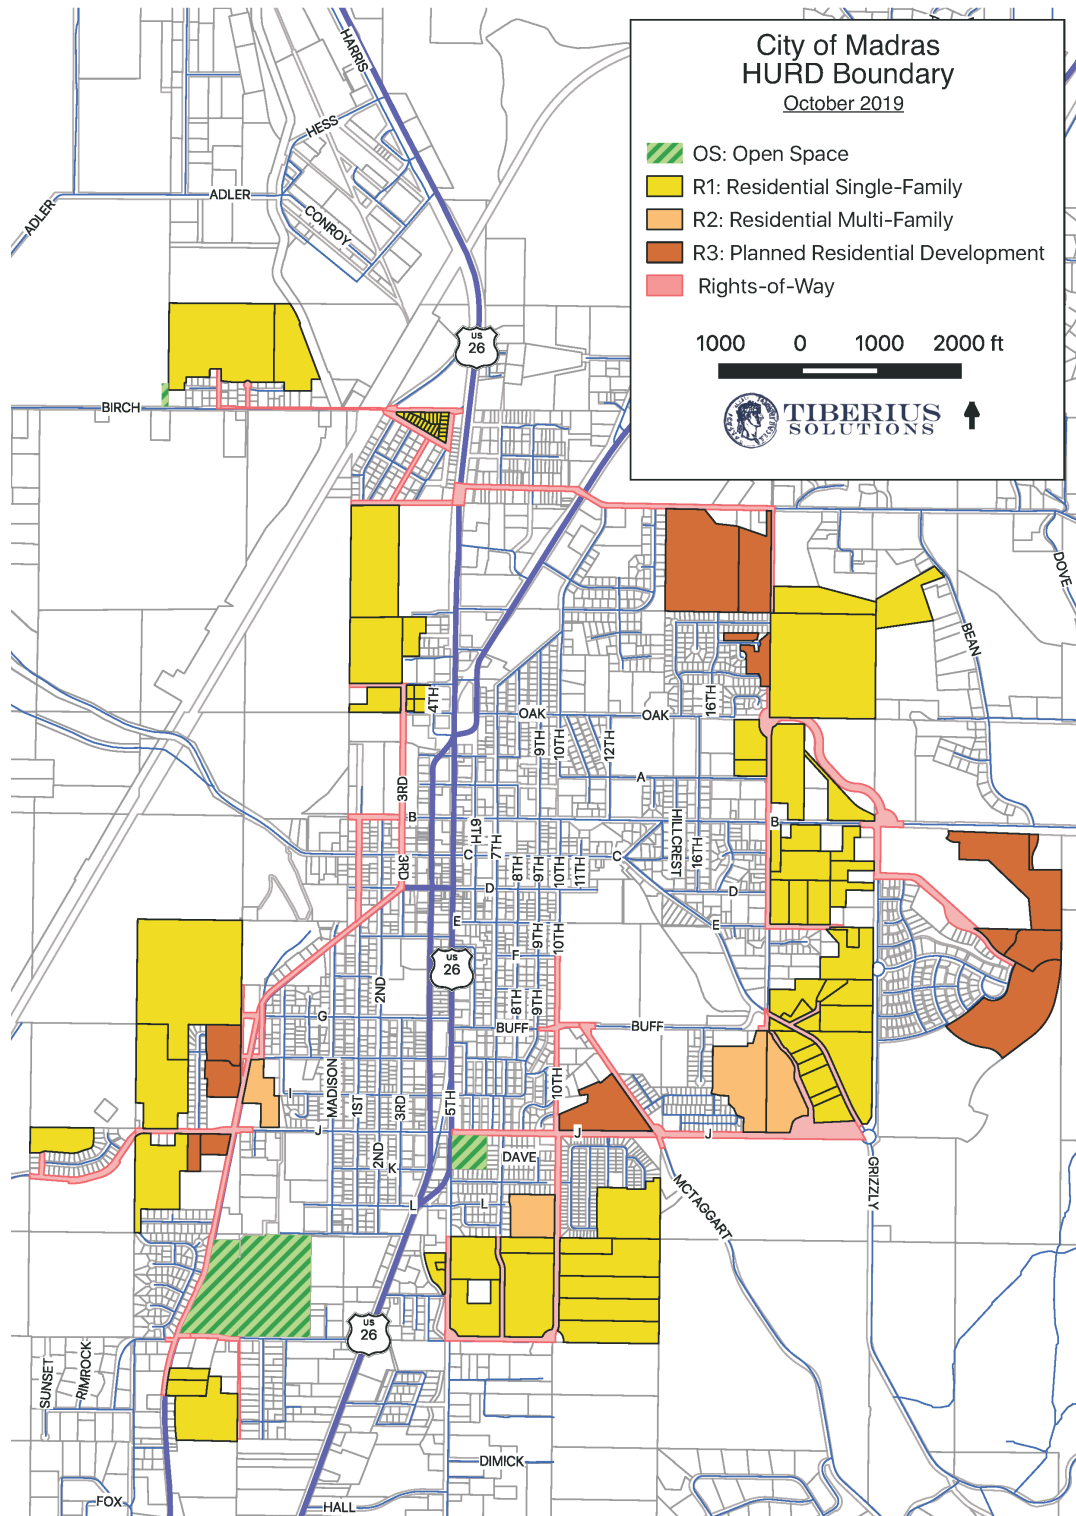 City of Madras
HURD Boundary
October 2019
OS: Open Space
R1: Residential Single-Family
R2: Residential Multi-Family
R3: Planned Residential Development
Rights-of-Way
1000 0 1000 2000 ft
TIBERIUS
SOLUTIONS
HARRIS
HESS
ADLER
ADLER
CONROY
US
26
BIRCH
DOVE
BEAN
4TH
16TH
OAK
OAK
9TH
10TH
12TH
A
3RD
B
6TH
7TH
HILLCREST
16TH
B
C
C
3RD
8TH
9TH
10TH
11TH
D
D
E
E
9TH
10TH
F
US
26
2ND
8TH
9TH
G
BUFF
BUFF
MADISON
I
1ST
3RD
5TH
10TH
J
J
J
2ND
K
DAVE
L
L
MCTAGGART
GRIZZLY
US
26
SUNSET
RIMROCK
DIMICK
FOX
HALL